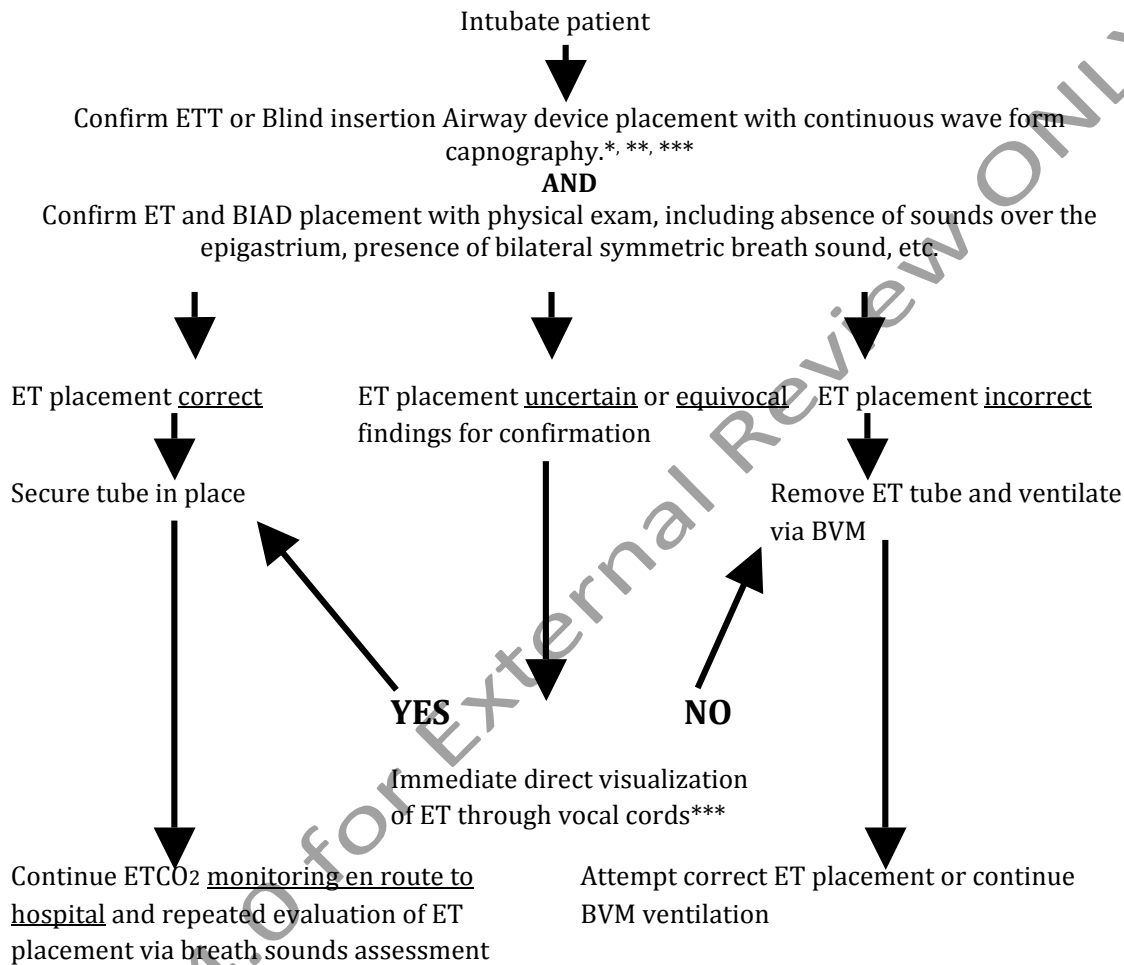 Intubate patient
Confirm ETT or Blind insertion Airway device placement with continuous wave form
capnography.*, **, ***
AND
Confirm ET and BIAD placement with physical exam, including absence of sounds over the
epigastrium, presence of bilateral symmetric breath sound, etc.
ET placement correct
ET placement uncertain or equivocal
findings for confirmation
ET placement incorrect
Secure tube in place
Remove ET tube and ventilate
via BVM
YES
NO
Immediate direct visualization
of ET through vocal cords***
Continue ETCO2 monitoring en route to
hospital and repeated evaluation of ET
placement via breath sounds assessment
Attempt correct ET placement or continue
BVM ventilation
.0 for External Review ONLY